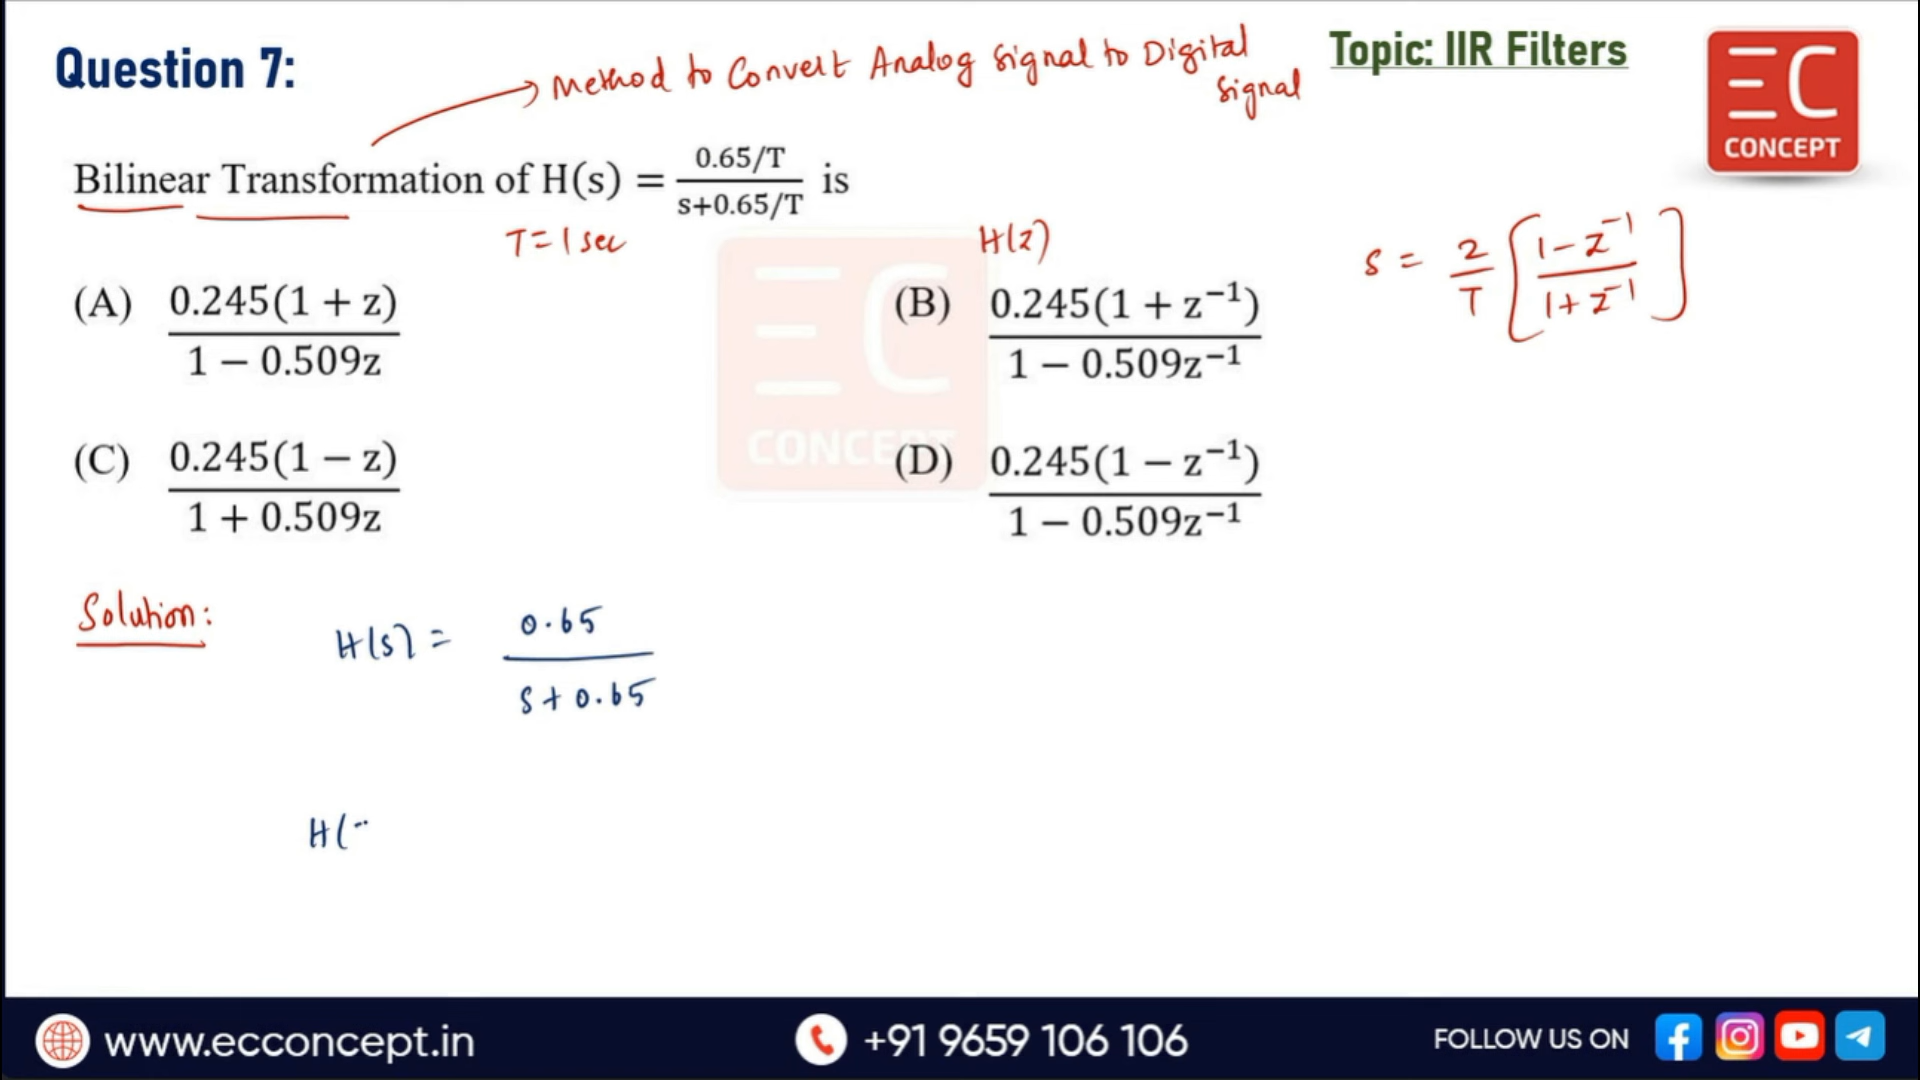 Question 7:
Method to Convert Analog Signal to Digital
Signal
Topic: IIR Filters
EC
CONCEPT
Bilinear Transformation of H(s) = 0.65/T
s+0.65/T is
T = 1 sec
H(z)
s = 2/T [1 - z⁻¹
1 + z⁻¹]
(A) 0.245(1 + z)
1 − 0.509z
(B) 0.245(1 + z⁻¹)
1 − 0.509z⁻¹
(C) 0.245(1 − z)
1 + 0.509z
(D) 0.245(1 − z⁻¹)
1 − 0.509z⁻¹
EC
CONCEPT
Solution:
H(s) = 0.65
s + 0.65
H(
www.ecconcept.in
+91 9659 106 106
FOLLOW US ON